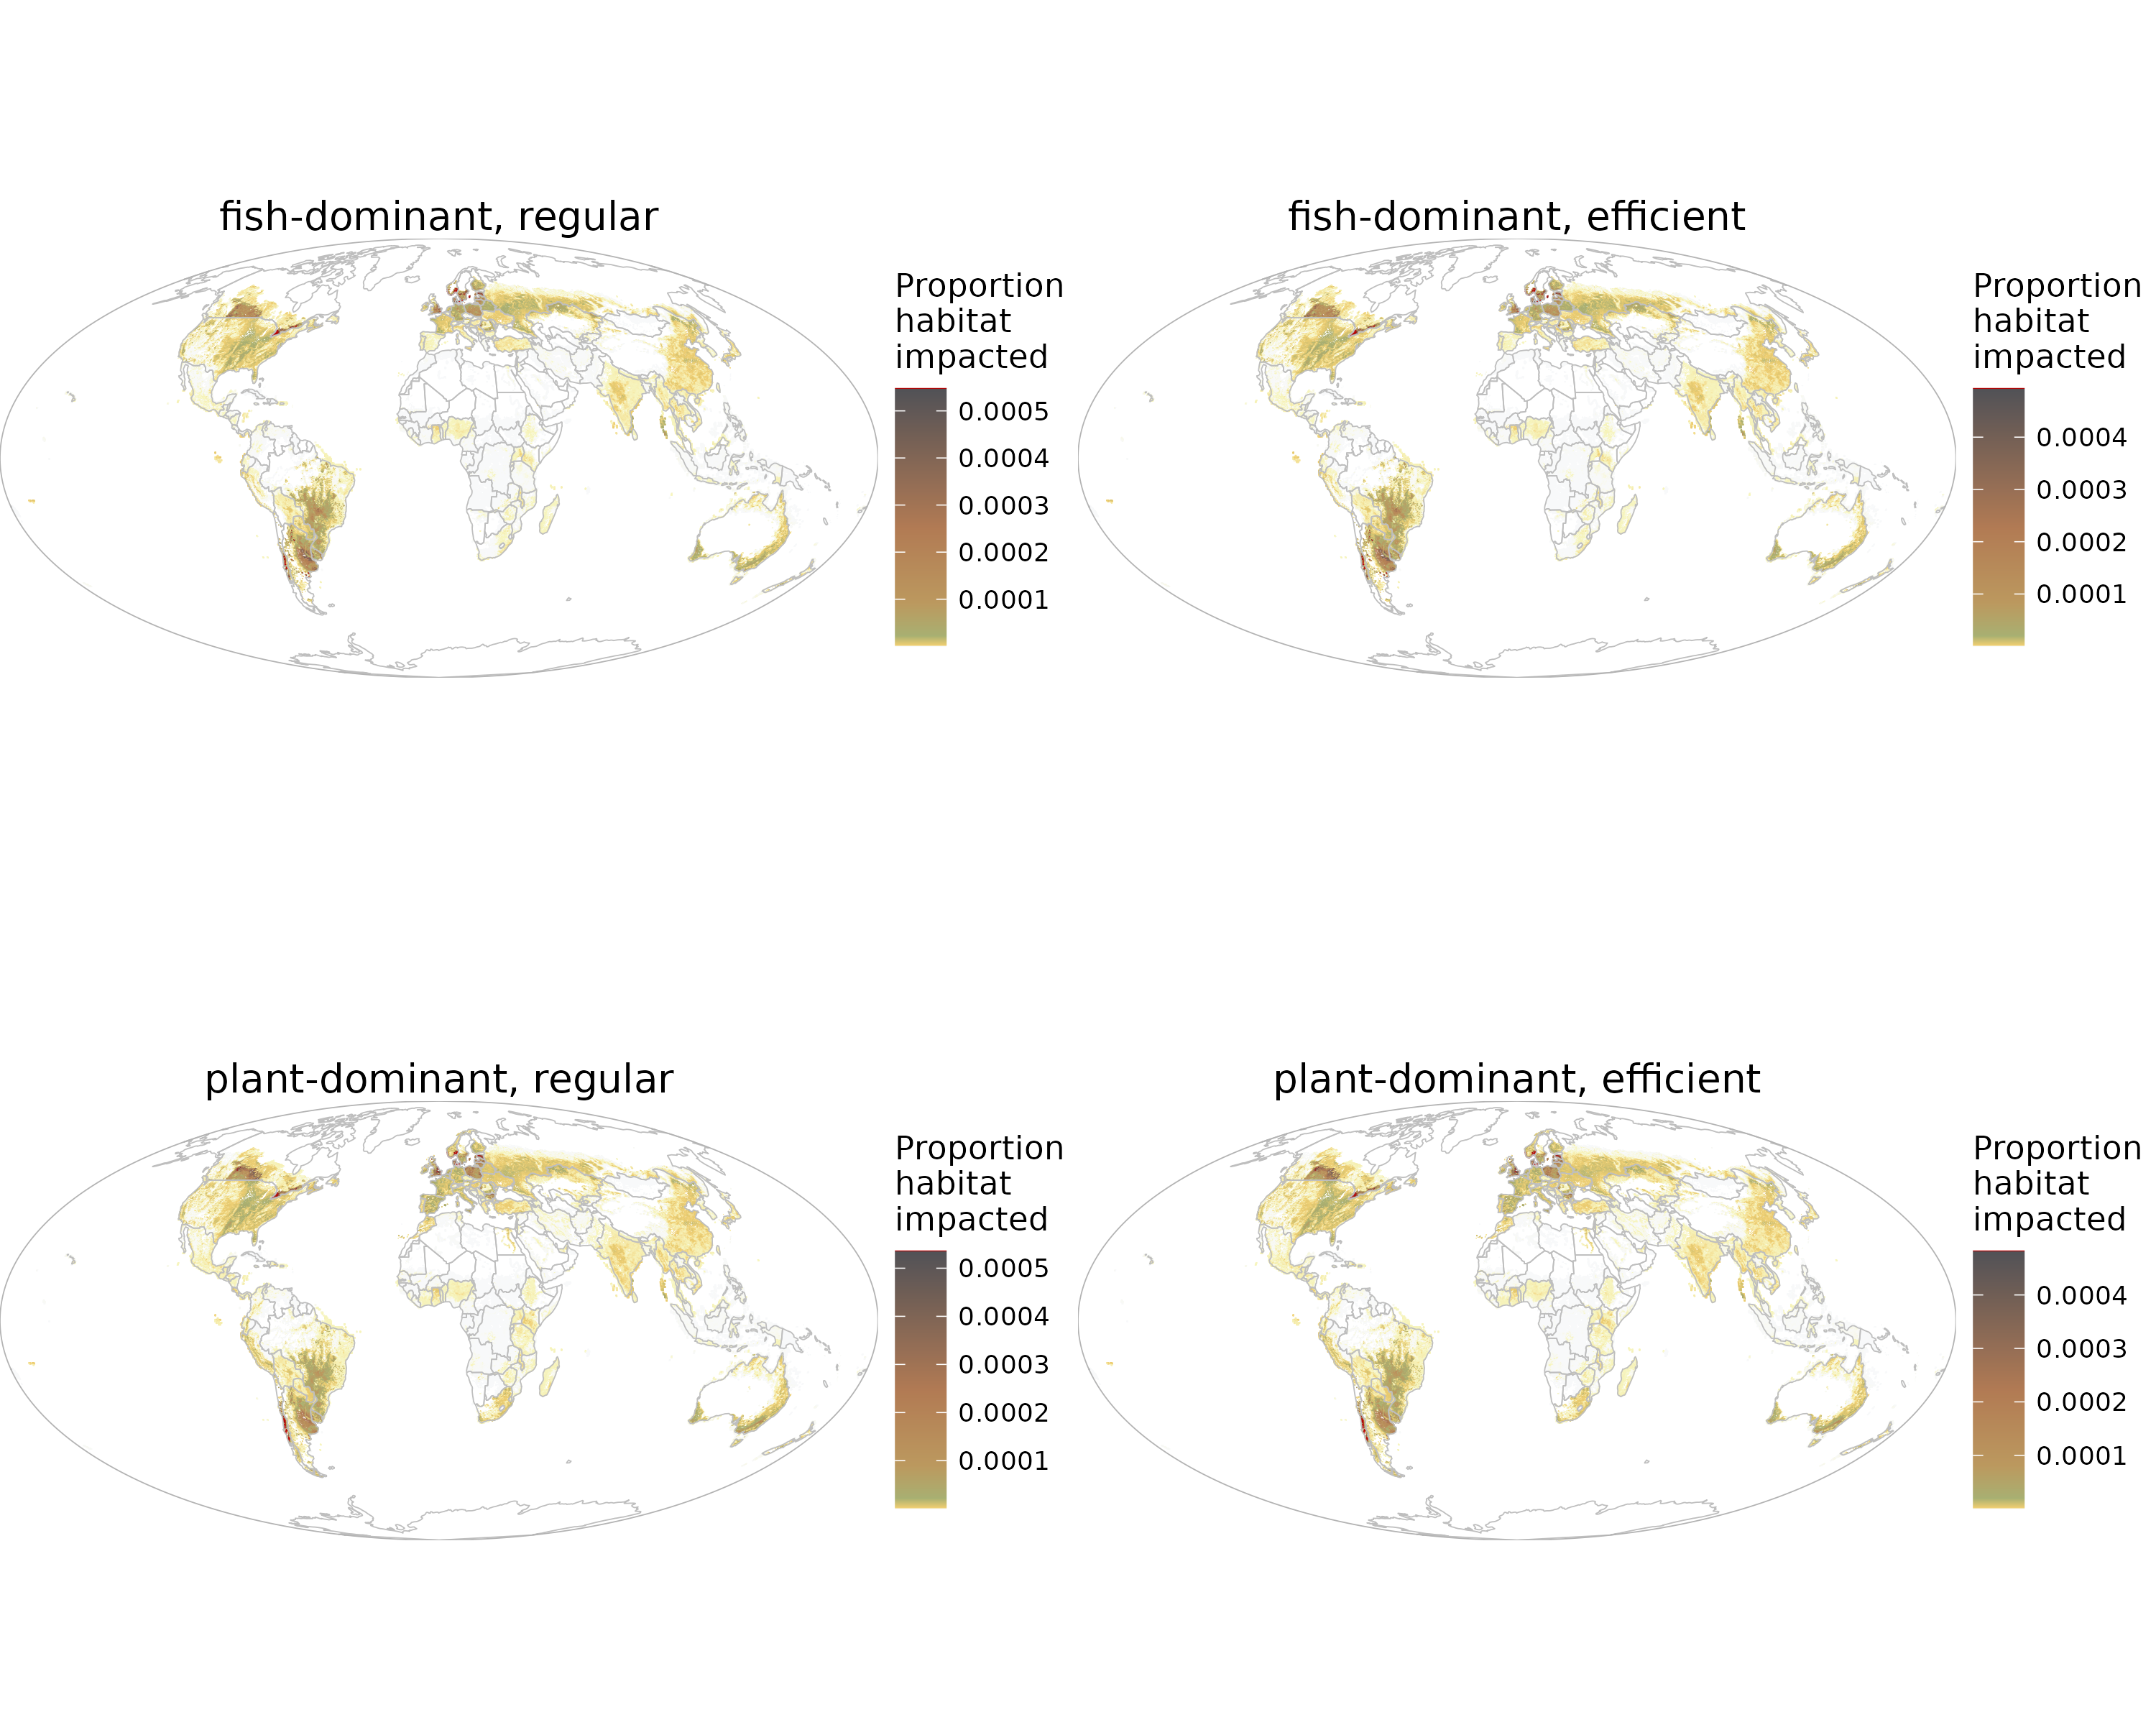 fish-dominant, regular
Proportion
habitat
impacted
0.0005
0.0004
0.0003
0.0002
0.0001
fish-dominant, efficient
Proportion
habitat
impacted
0.0004
0.0003
0.0002
0.0001
plant-dominant, regular
Proportion
habitat
impacted
0.0005
0.0004
0.0003
0.0002
0.0001
plant-dominant, efficient
Proportion
habitat
impacted
0.0004
0.0003
0.0002
0.0001